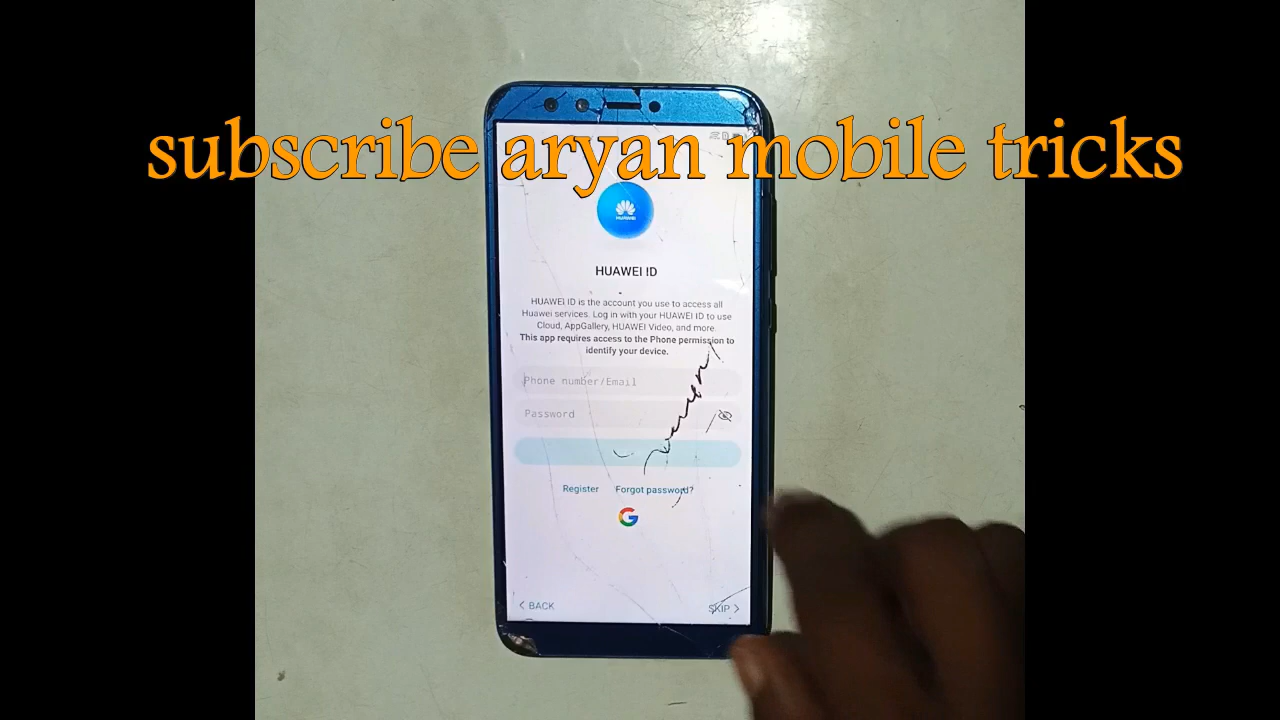 subscribe aryan mobile tricks
HUAWEI
HUAWEI ID
HUAWEI ID is the account you use to access all
Huawei services. Log in with your HUAWEI ID to use
Cloud, AppGallery, HUAWEI Video, and more.
This app requires access to the Phone permission to
identify your device.
Phone number/Email
Password
Register Forgot password?
G
< BACK SKIP >